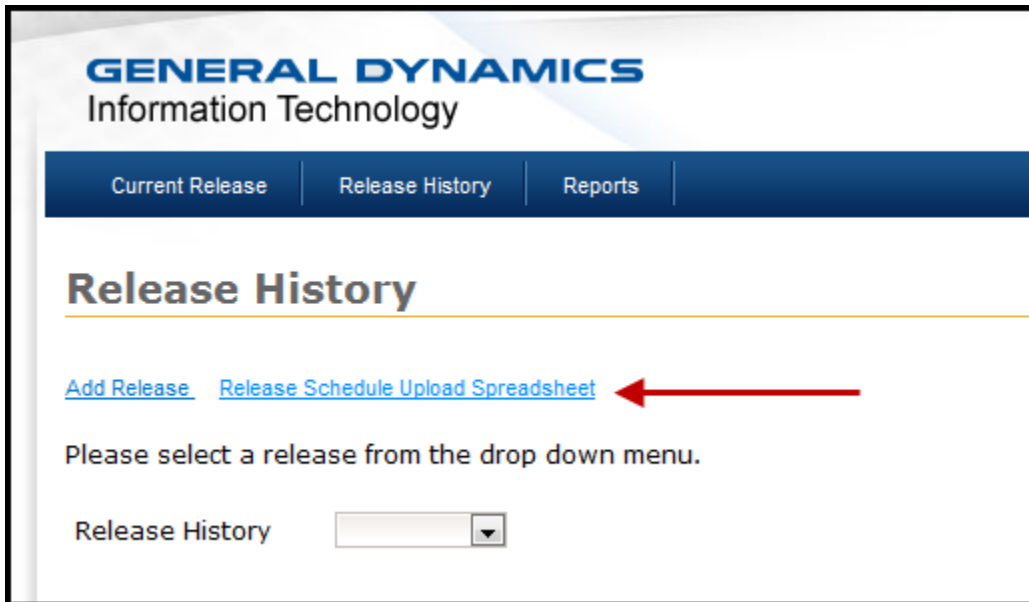 GENERAL DYNAMICS
Information Technology
Current Release Release History Reports
Release History
Add Release Release Schedule Upload Spreadsheet
Please select a release from the drop down menu.
Release History